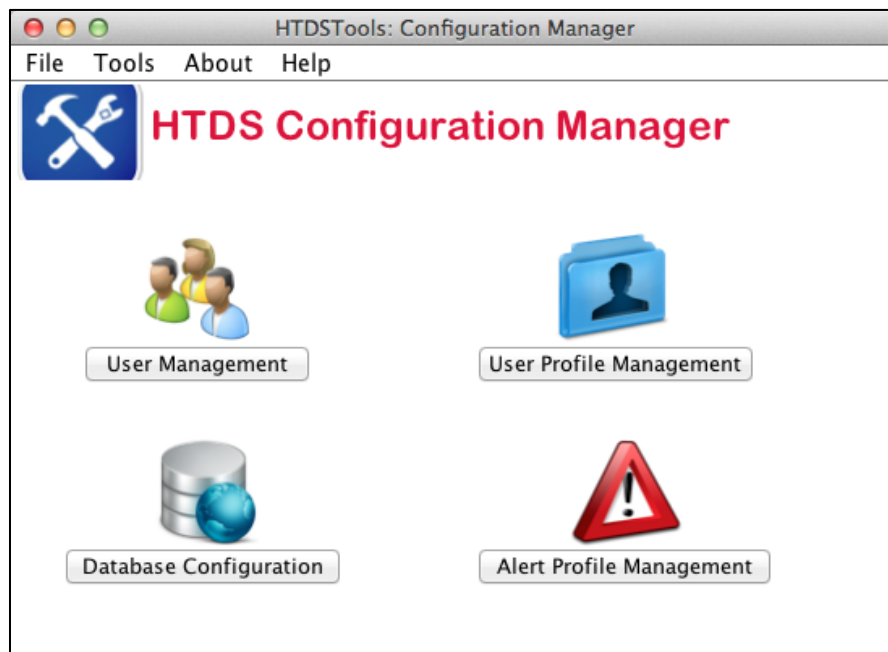 HTDSTools: Configuration Manager
File Tools About Help
HTDS Configuration Manager
User Management User Profile Management
Database Configuration Alert Profile Management